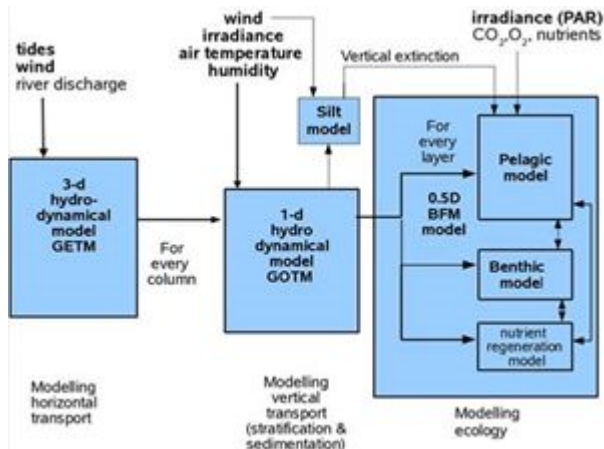 tides
wind
river discharge
wind
irradiance
air temperature
humidity
irradiance (PAR)
CO₂,O₂, nutrients
Vertical extinction
Silt
model
3-d
hydro-
dynamical
model
GETM
For
every
column
1-d
hydro
dynamical
model
GOTM
For
every
layer
0.5D
BFM
model
Pelagic
model
Benthic
model
nutrient
regeneration
model
Modelling
horizontal
transport
Modelling
vertical
transport
(stratification &
sedimentation)
Modelling
ecology